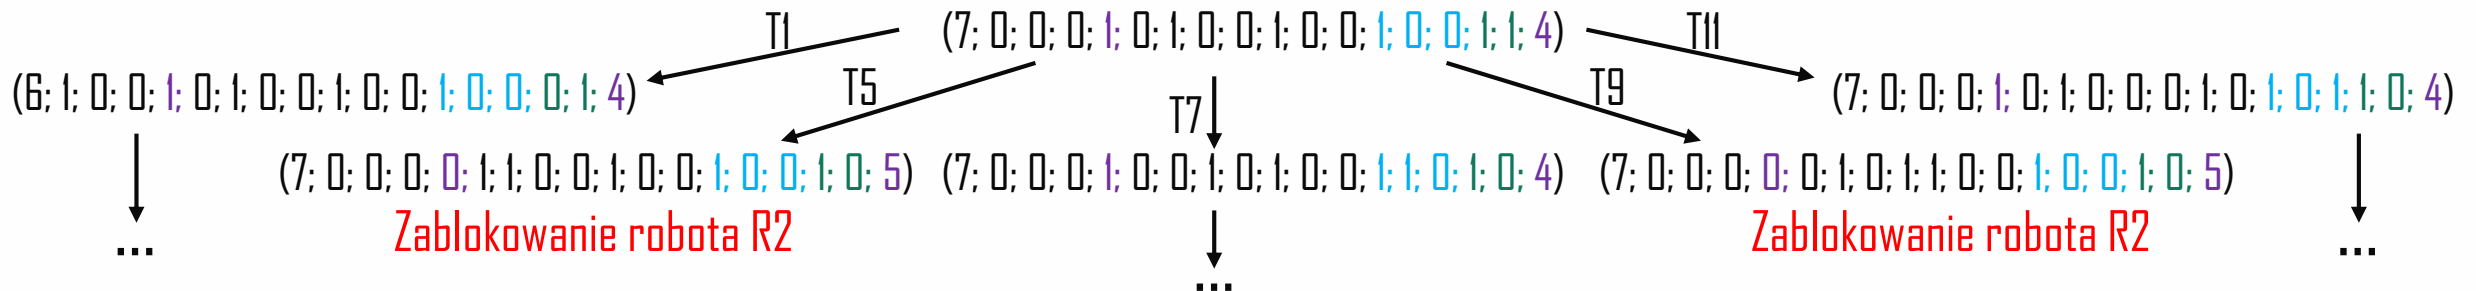 T1
(7; 0; 0; 0; 1; 0; 1; 0; 0; 1; 0; 0; 1; 0; 0; 1; 1; 4)
T11
(6; 1; 0; 0; 1; 0; 1; 0; 0; 1; 0; 0; 1; 0; 0; 0; 1; 4)
T5
T7
T9
(7; 0; 0; 0; 1; 0; 1; 0; 0; 0; 1; 0; 1; 0; 1; 1; 0; 4)
(7; 0; 0; 0; 0; 1; 1; 0; 0; 1; 0; 0; 1; 0; 0; 1; 0; 5)
(7; 0; 0; 0; 1; 0; 0; 1; 0; 1; 0; 0; 1; 1; 0; 1; 0; 4)
(7; 0; 0; 0; 0; 0; 1; 0; 1; 1; 0; 0; 1; 0; 0; 1; 0; 5)
...
Zablokowanie robota R2
Zablokowanie robota R2
...
...